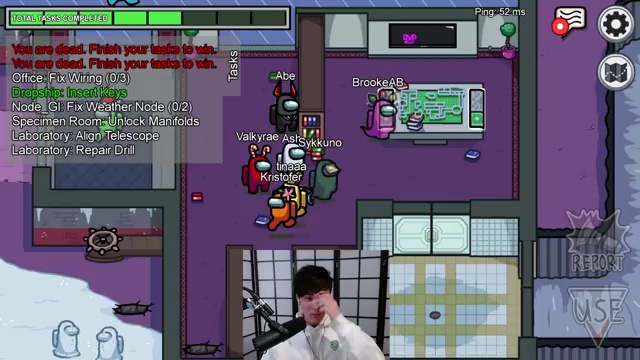 TOTAL TASKS COMPLETED
Ping: 52 ms
You are dead. Finish your tasks to win.
You are dead. Finish your tasks to win.
Office: Fix Wiring (0/3)
Dropship: Insert Keys
Node_GI: Fix Weather Node (0/2)
Specimen Room: Unlock Manifolds
Laboratory: Align Telescope
Laboratory: Repair Drill
Tasks
Abe
BrookeAB
Valkyrae
Ash
Sykkuno
tinaaa
Kristofer
REPORT
USE